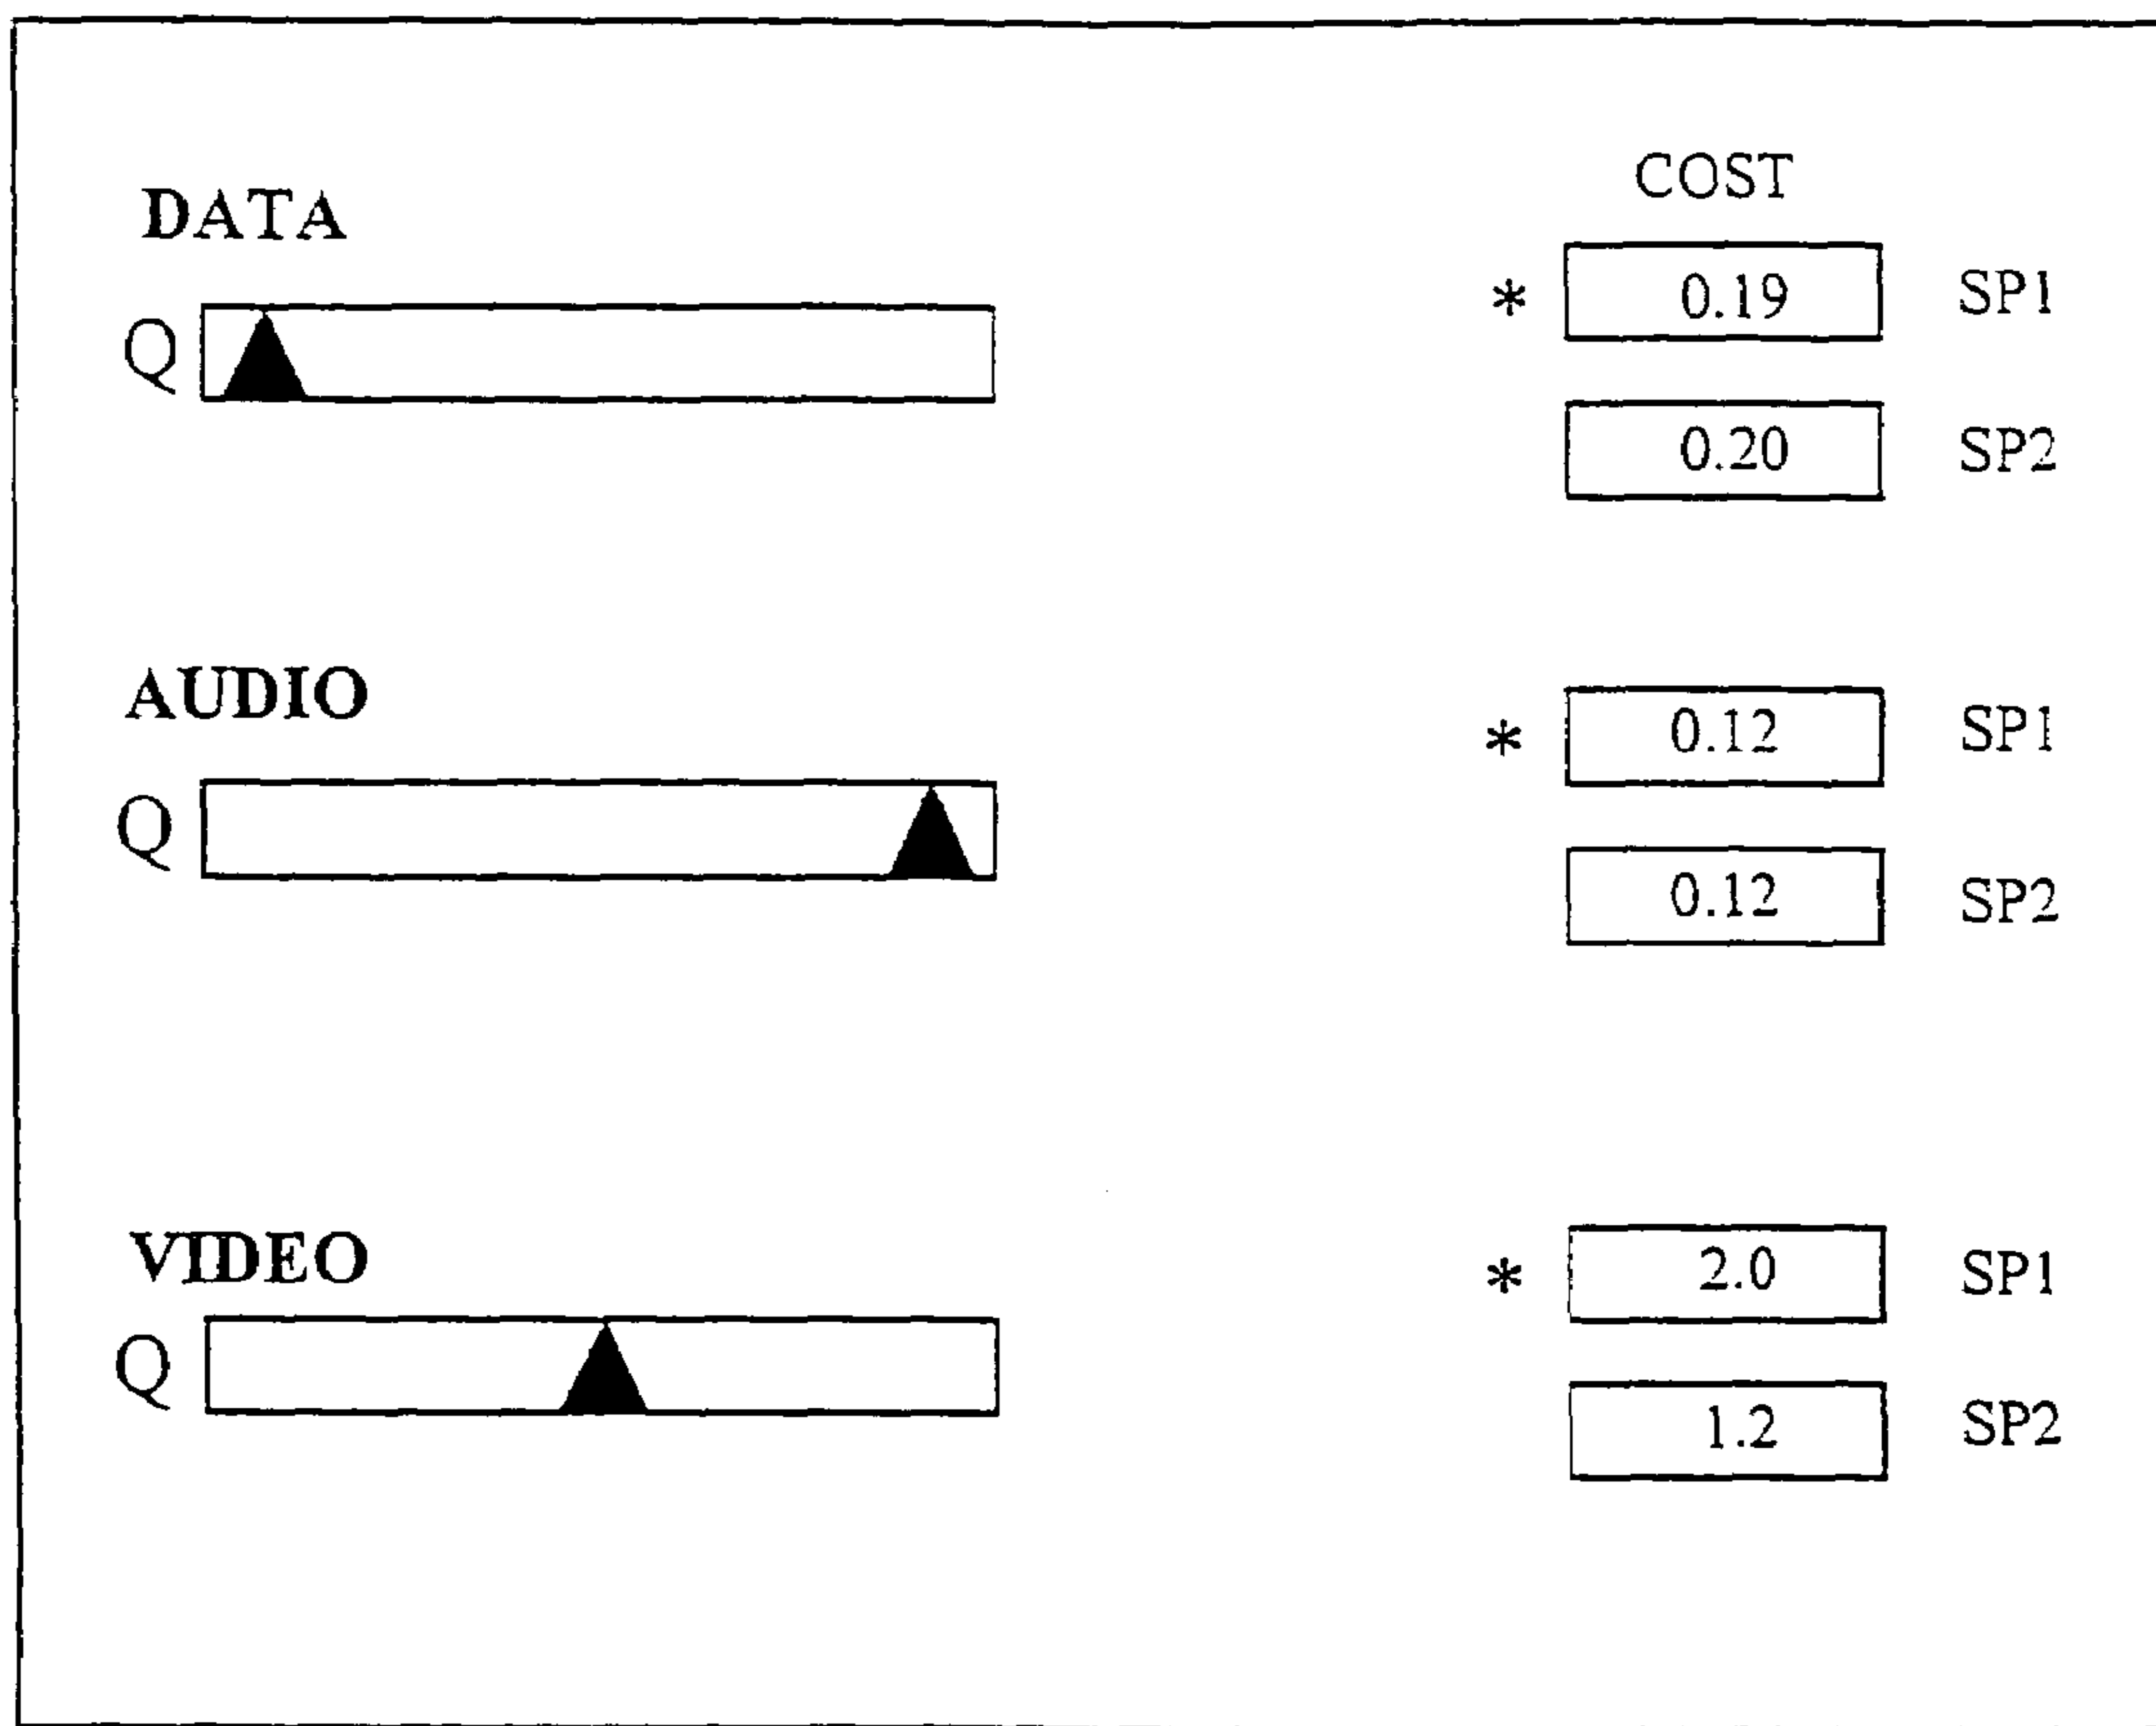 COST
DATA
* 0.19 SP1
Q
0.20 SP2
AUDIO
* 0.12 SP1
Q
0.12 SP2
VIDEO
* 2.0 SP1
Q
1.2 SP2